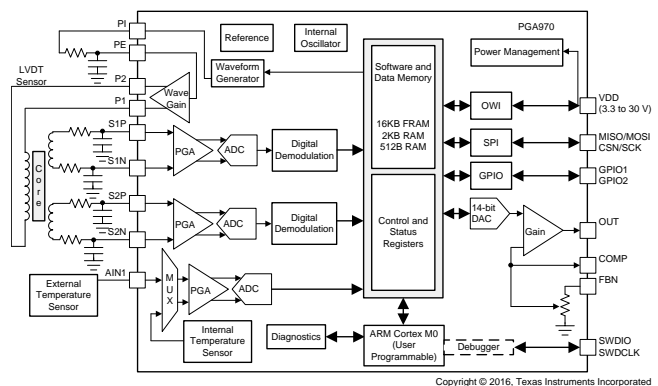 PGA970
PI
PE
LVDT
Sensor
P2
P1
S1P
S1N
S2P
S2N
AIN1
C
o
r
e
External
Temperature
Sensor
Reference
Internal
Oscillator
Waveform
Generator
Wave
Gain
PGA
ADC
Digital
Demodulation
PGA
ADC
Digital
Demodulation
M
U
X
PGA
ADC
Internal
Temperature
Sensor
Diagnostics
Software and
Data Memory
16KB FRAM
2KB RAM
512B RAM
Control and
Status
Registers
ARM Cortex M0
(User
Programmable)
Debugger
Power Management
OWI
SPI
GPIO
14-bit
DAC
Gain
VDD
(3.3 to 30 V)
MISO/MOSI
CSN/SCK
GPIO1
GPIO2
OUT
COMP
FBN
SWDIO
SWDCLK
Copyright © 2016, Texas Instruments Incorporated